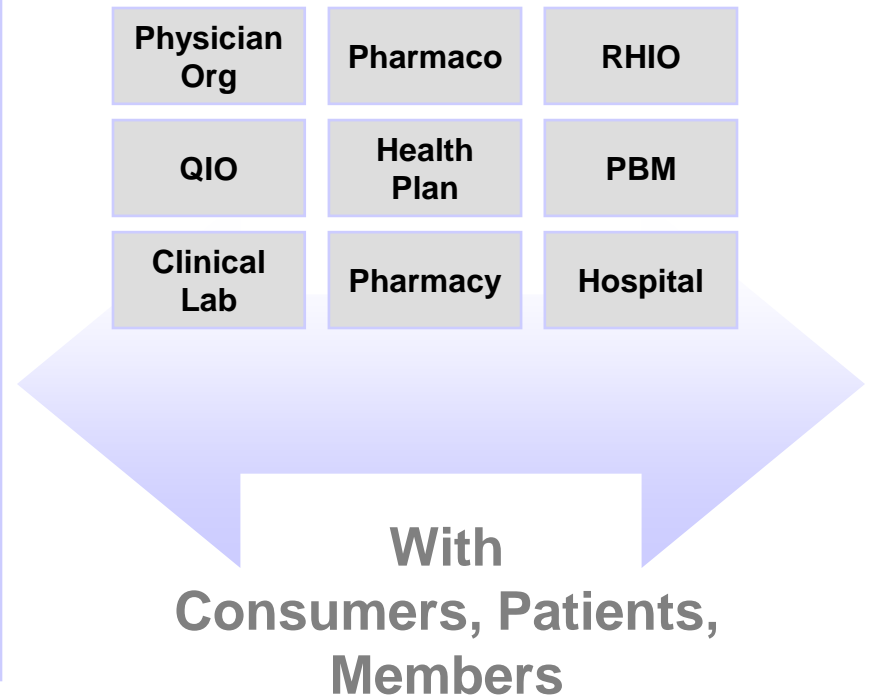 Physician
Org
Pharmaco
RHIO
QIO
Health
Plan
PBM
Clinical
Lab
Pharmacy
Hospital
With
Consumers, Patients,
Members